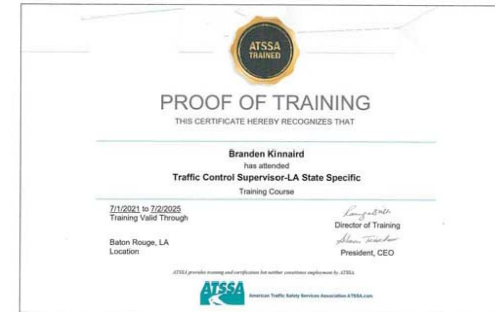 ATSSA
TRAINED
PROOF OF TRAINING
THIS CERTIFICATE HEREBY RECOGNIZES THAT
Branden Kinnaird
has attended
Traffic Control Supervisor-LA State Specific
Training Course
7/1/2021 to 7/2/2025
Training Valid Through
Director of Training
Baton Rouge, LA
Location
President, CEO
ATSSA provides training and certification but neither constitutes employment by ATSSA.
ATSSA
American Traffic Safety Services Association ATSSA.com